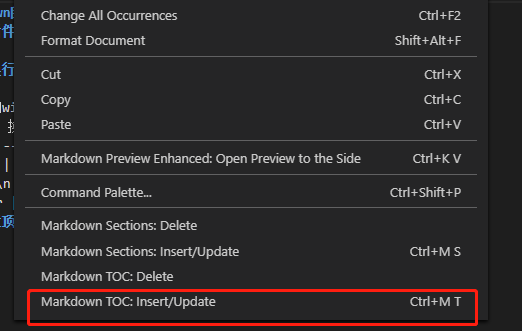 Change All Occurrences Ctrl+F2
Format Document Shift+Alt+F
Cut Ctrl+X
Copy Ctrl+C
Paste Ctrl+V
Markdown Preview Enhanced: Open Preview to the Side Ctrl+K V
Command Palette... Ctrl+Shift+P
Markdown Sections: Delete
Markdown Sections: Insert/Update Ctrl+M S
Markdown TOC: Delete
Markdown TOC: Insert/Update Ctrl+M T